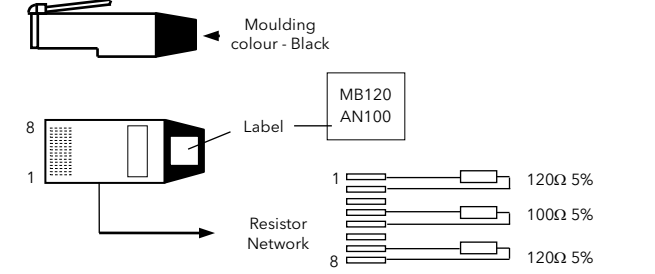 Moulding
colour - Black
MB120
AN100
8
Label
1
1
120Ω 5%
100Ω 5%
Resistor
Network
8
120Ω 5%